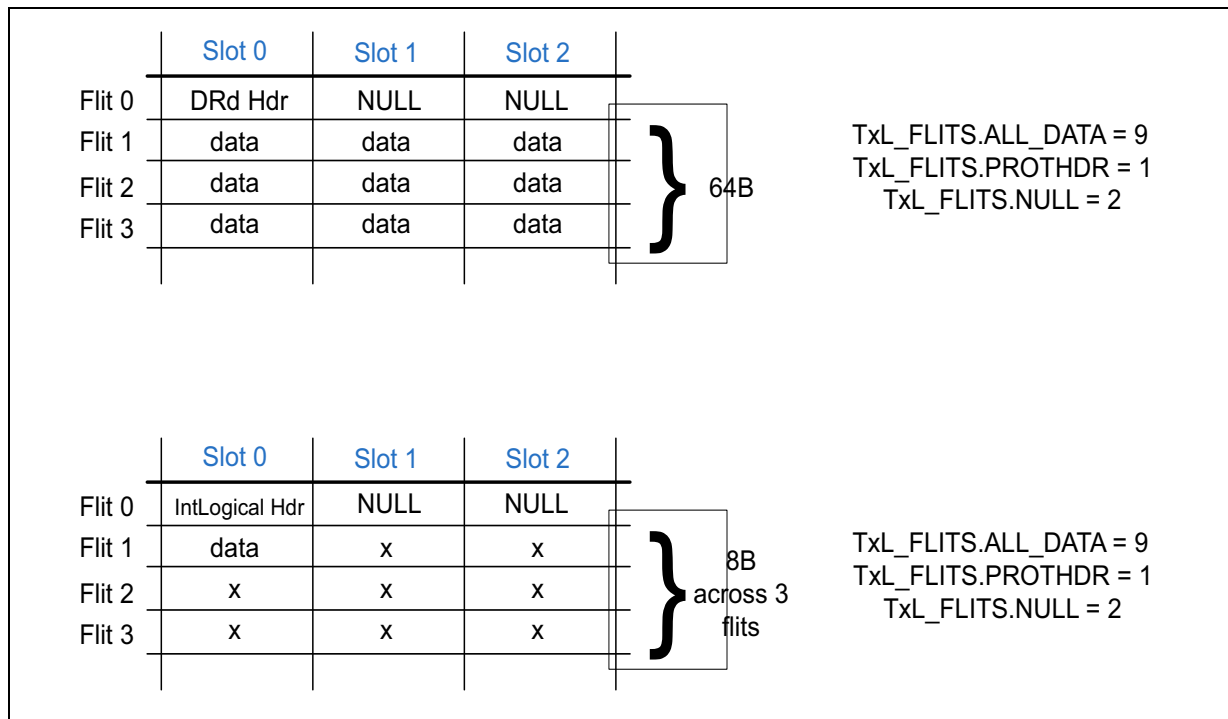 Slot 0 Slot 1 Slot 2
Flit 0 DRd Hdr NULL NULL
Flit 1 data data data
Flit 2 data data data
Flit 3 data data data
64B
TxL_FLITS.ALL_DATA = 9
TxL_FLITS.PROTHDR = 1
TxL_FLITS.NULL = 2
Slot 0 Slot 1 Slot 2
Flit 0 IntLogical Hdr NULL NULL
Flit 1 data x x
Flit 2 x x x
Flit 3 x x x
8B
across 3
flits
TxL_FLITS.ALL_DATA = 9
TxL_FLITS.PROTHDR = 1
TxL_FLITS.NULL = 2